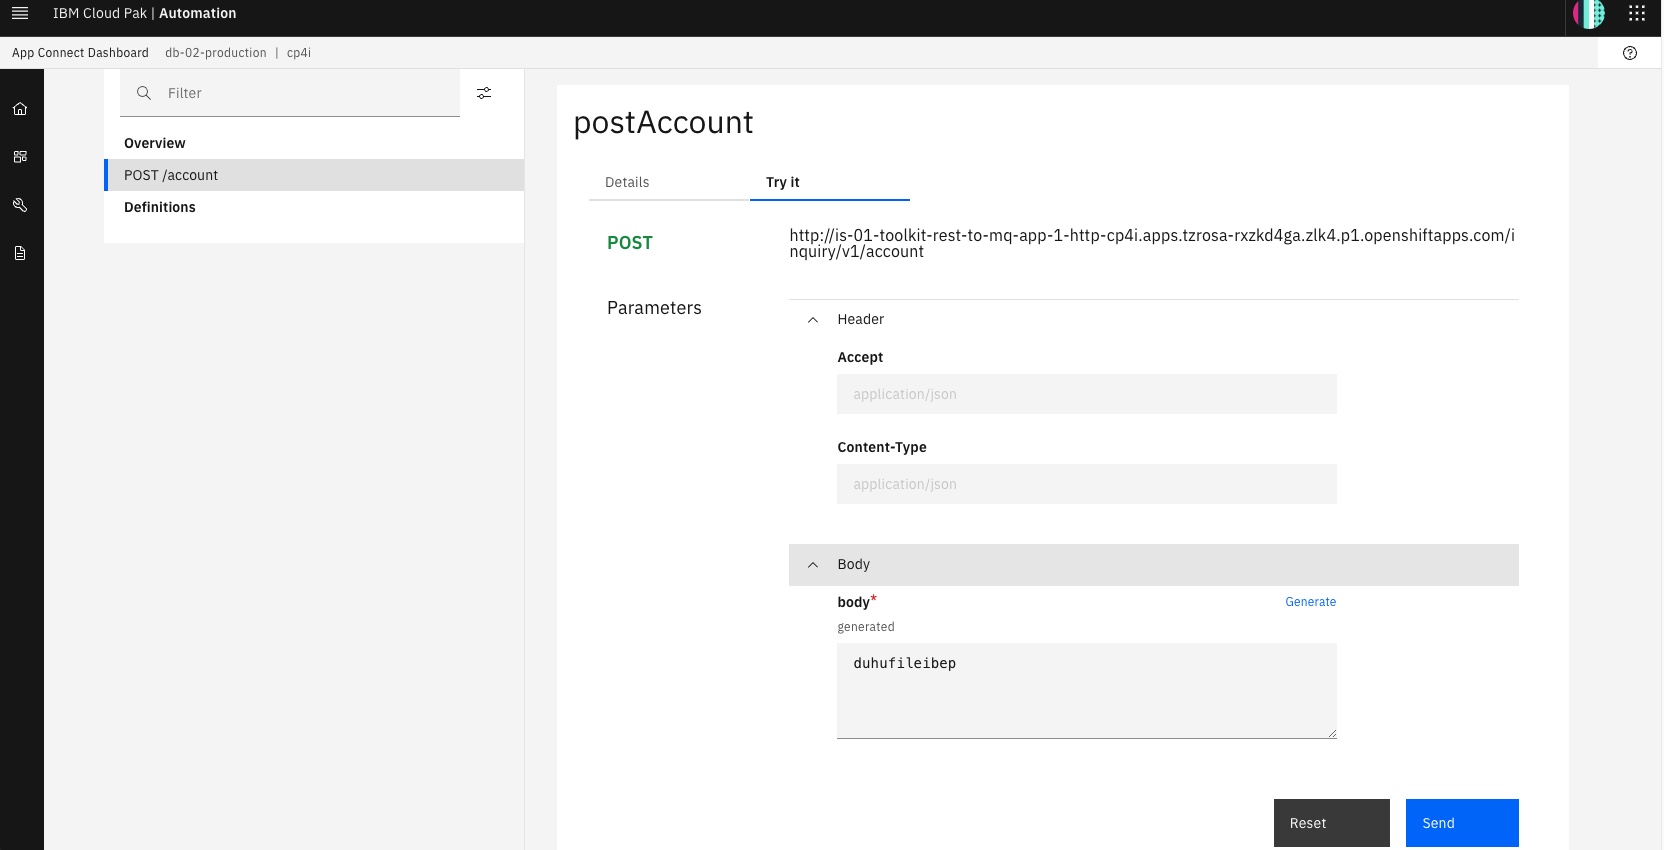 IBM Cloud Pak | Automation
App Connect Dashboard db-02-production | cp4i
Filter
Overview
POST /account
Definitions
postAccount
Details Try it
POST
http://is-01-toolkit-rest-to-mq-app-1-http-cp4i.apps.tzrosa-rxzkd4ga.zlk4.p1.openshiftapps.com/i
nquiry/v1/account
Parameters
Header
Accept
application/json
Content-Type
application/json
Body
body* Generate
generated
duhufileibep
Reset Send